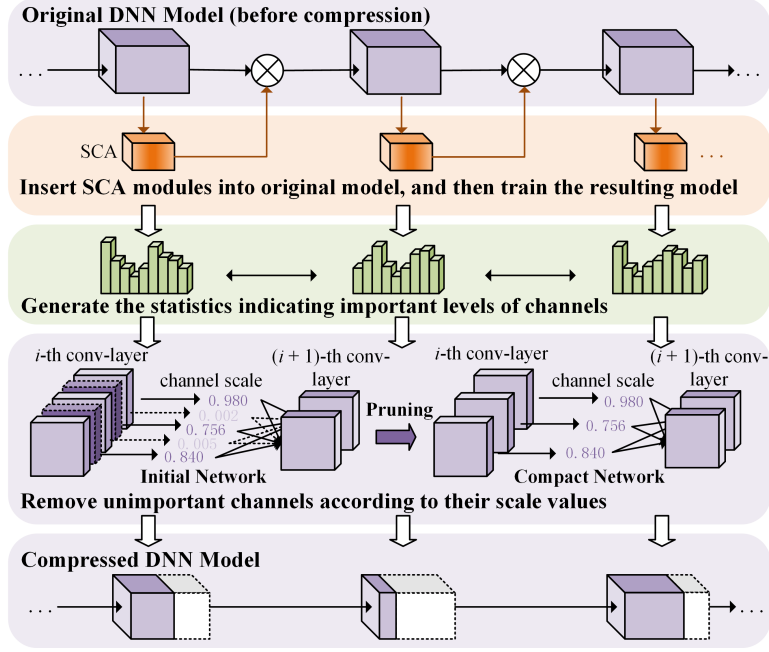 Original DNN Model (before compression)
. . .
. . .
SCA
. . .
Insert SCA modules into original model, and then train the resulting model
Generate the statistics indicating important levels of channels
i-th conv-layer
channel scale
(i + 1)-th conv-
layer
0.980
0.002
0.756
0.005
0.840
Initial Network
Pruning
i-th conv-layer
channel scale
(i + 1)-th conv-
layer
0.980
0.756
0.840
Compact Network
Remove unimportant channels according to their scale values
Compressed DNN Model
. . .
. . .